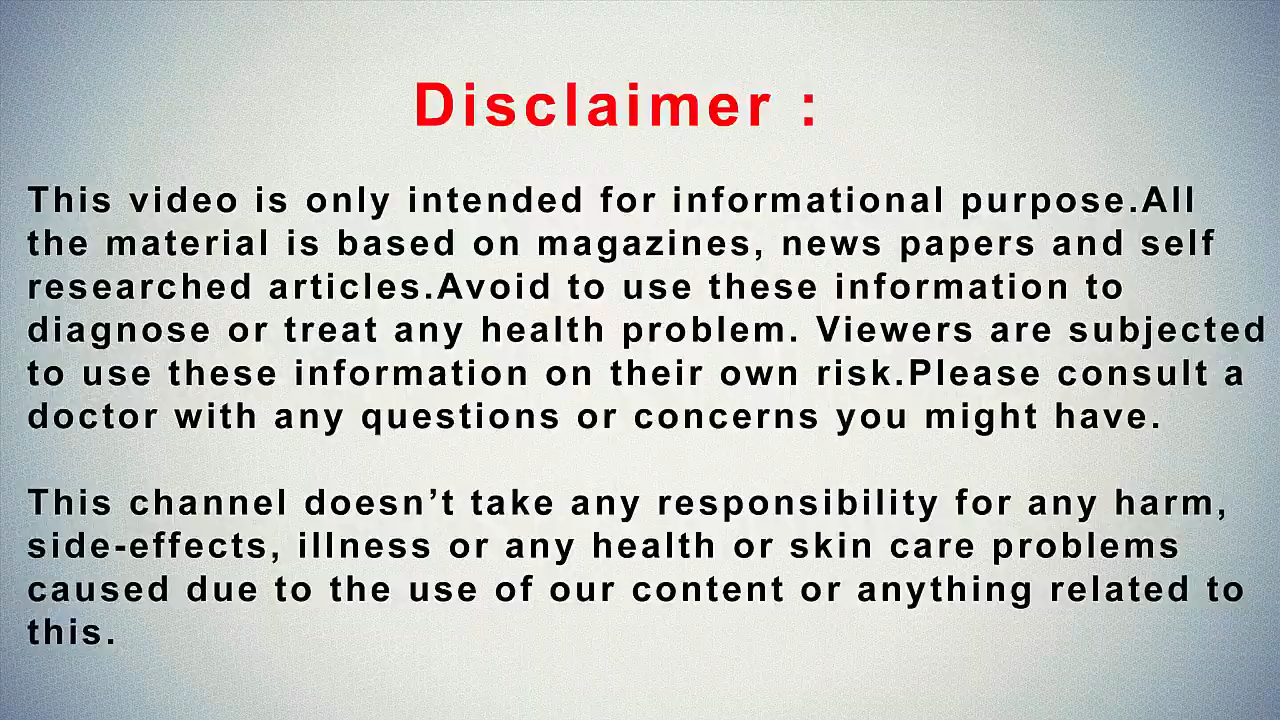 Disclaimer :
This video is only intended for informational purpose.All
the material is based on magazines, news papers and self
researched articles.Avoid to use these information to
diagnose or treat any health problem. Viewers are subjected
to use these information on their own risk.Please consult a
doctor with any questions or concerns you might have.
This channel doesn’t take any responsibility for any harm,
side-effects, illness or any health or skin care problems
caused due to the use of our content or anything related to
this.